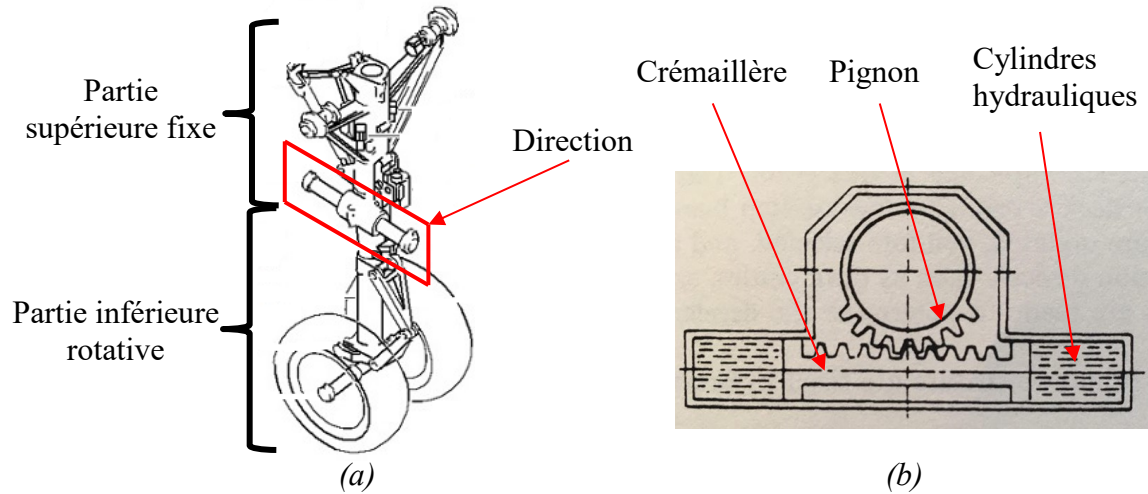 Partie
supérieure fixe
Direction
Partie inférieure
rotative
(a)
Crémaillère
Pignon
Cylindres
hydrauliques
(b)